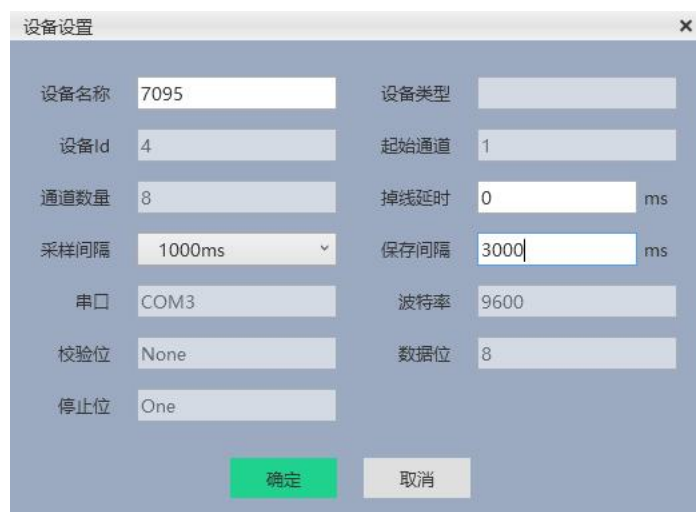 设备设置 ×
设备名称 7095 设备类型
设备Id 4 起始通道 1
通道数量 8 掉线延时 0 ms
采样间隔 1000ms 保存间隔 3000 ms
串口 COM3 波特率 9600
校验位 None 数据位 8
停止位 One
确定 取消